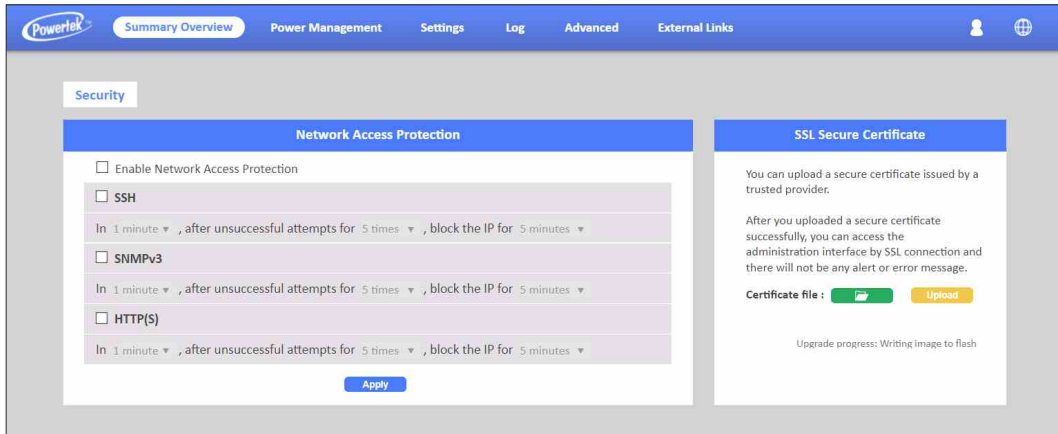 Powertek™ Summary Overview Power Management Settings Log Advanced External Links
Security
Network Access Protection
Enable Network Access Protection
SSH
In 1 minute ▾ , after unsuccessful attempts for 5 times ▾ , block the IP for 5 minutes ▾
SNMPv3
In 1 minute ▾ , after unsuccessful attempts for 5 times ▾ , block the IP for 5 minutes ▾
HTTP(S)
In 1 minute ▾ , after unsuccessful attempts for 5 times ▾ , block the IP for 5 minutes ▾
Apply
SSL Secure Certificate
You can upload a secure certificate issued by a
trusted provider.
After you uploaded a secure certificate
successfully, you can access the
administration interface by SSL connection and
there will not be any alert or error message.
Certificate file : Upload
Upgrade progress: Writing image to flash